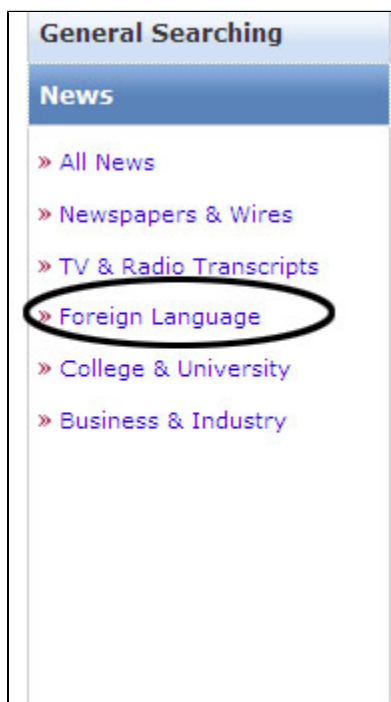 General Searching
News
» All News
» Newspapers & Wires
» TV & Radio Transcripts
» Foreign Language
» College & University
» Business & Industry